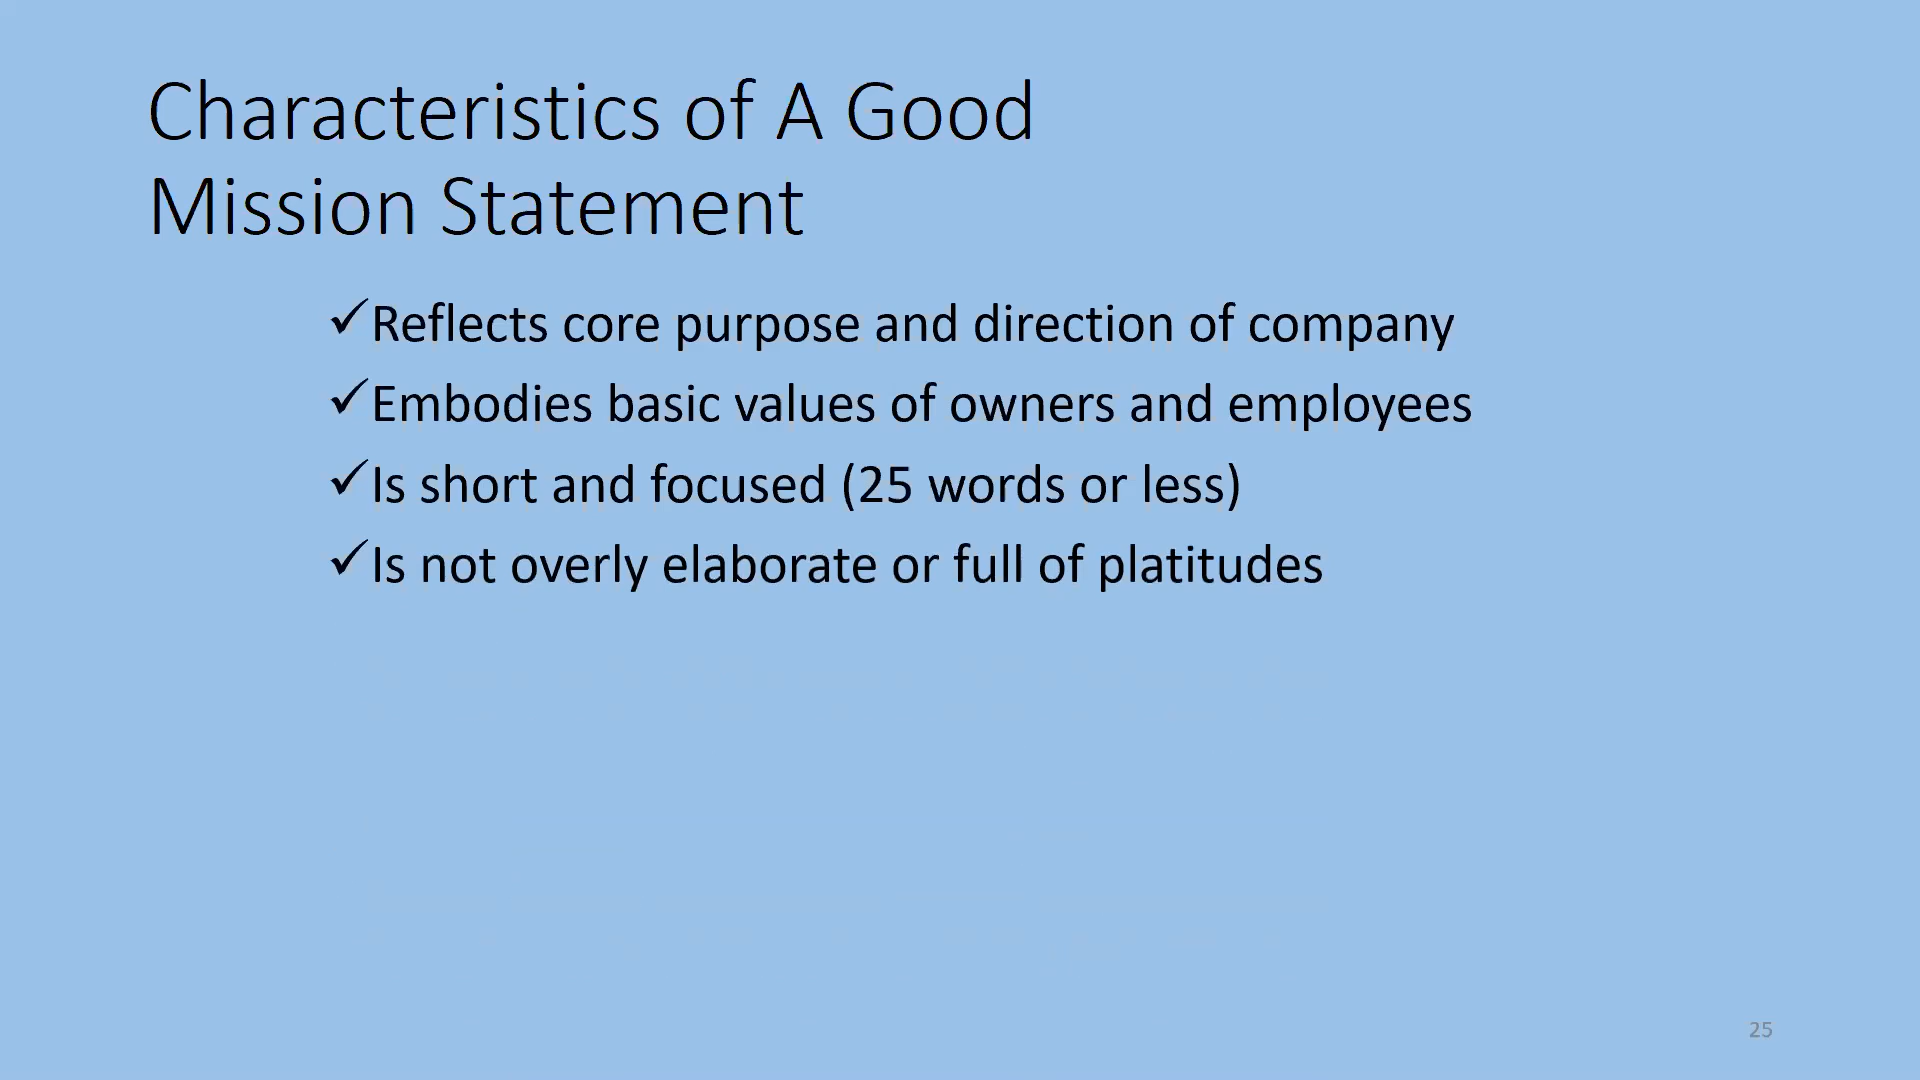 Characteristics of A Good
Mission Statement
✓Reflects core purpose and direction of company
✓Embodies basic values of owners and employees
✓Is short and focused (25 words or less)
✓Is not overly elaborate or full of platitudes
25